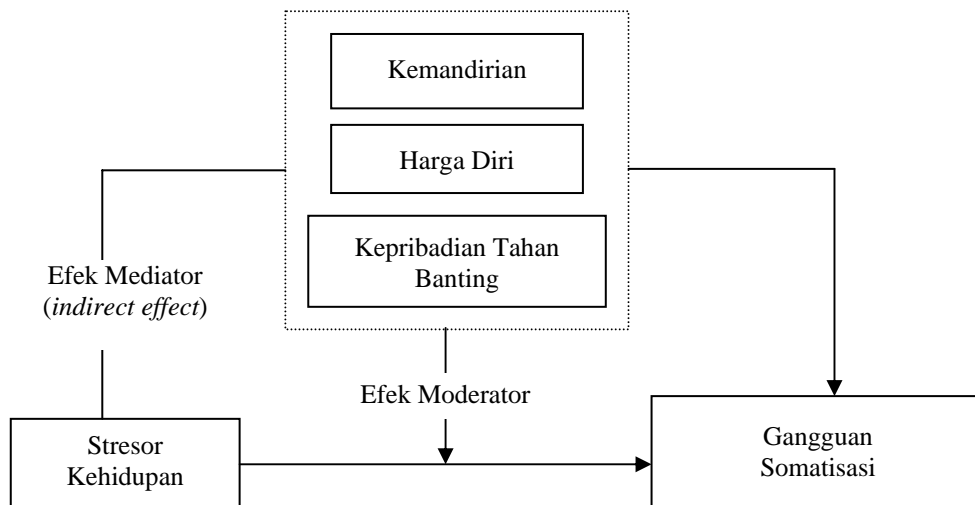 Kemandirian
Harga Diri
Kepribadian Tahan
Banting
Efek Mediator
(indirect effect)
Efek Moderator
Stresor
Kehidupan
Gangguan
Somatisasi